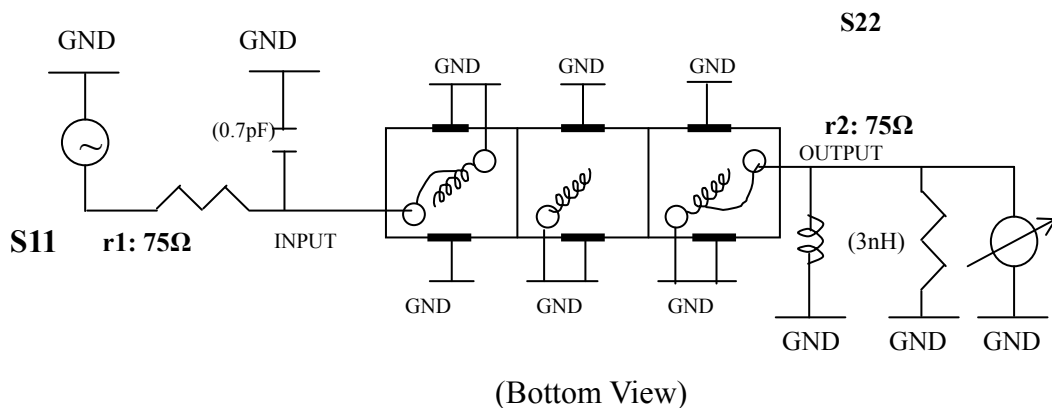 S22
GND
GND
GND
GND
GND
(0.7pF)
r2: 75Ω
OUTPUT
S11
r1: 75Ω
INPUT
(3nH)
GND
GND
GND
GND
GND
GND
(Bottom View)